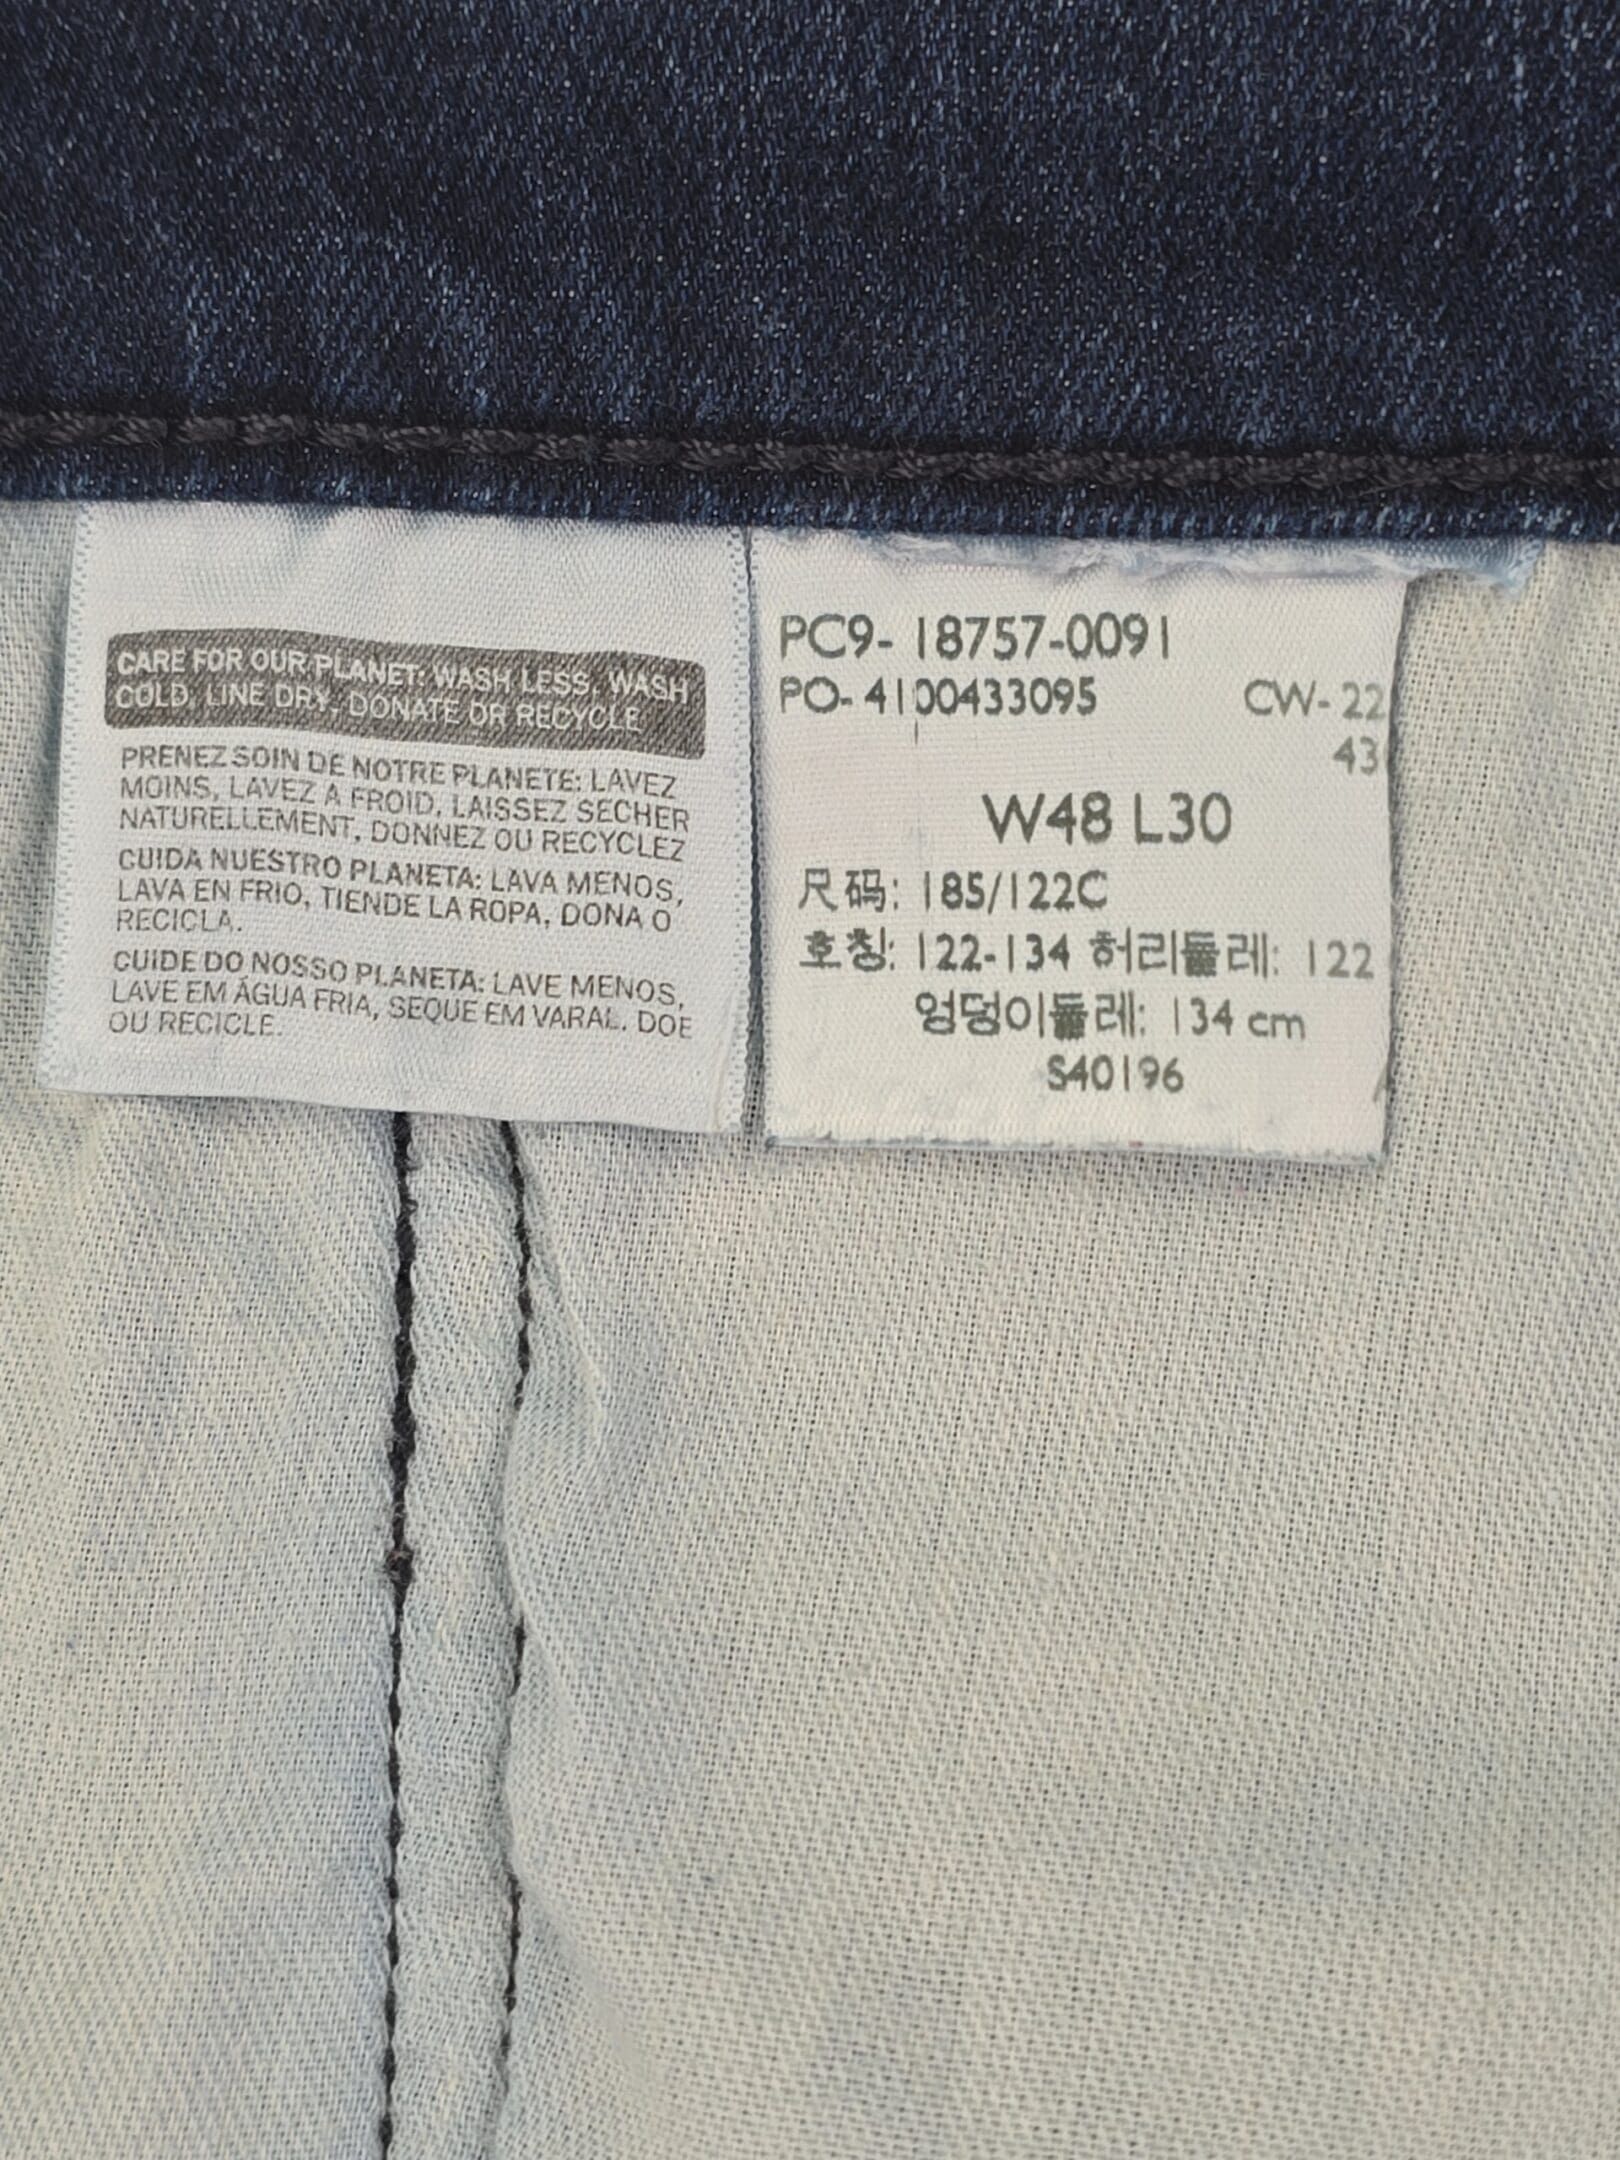 CARE FOR OUR PLANET: WASH LESS, WASH
COLD, LINE DRY, DONATE OR RECYCLE
PRENEZ SOIN DE NOTRE PLANETE: LAVEZ
MOINS, LAVEZ A FROID, LAISSEZ SECHER
NATURELLEMENT, DONNEZ OU RECYCLEZ
CUIDA NUESTRO PLANETA: LAVA MENOS,
LAVA EN FRIO, TIENDE LA ROPA, DONA O
RECICLA.
CUIDE DO NOSSO PLANETA: LAVE MENOS,
LAVE EM ÁGUA FRIA, SEQUE EM VARAL. DOE
OU RECICLE.
PC9-18757-0091
PO-4100433095 CW-22
43
W48 L30
尺码: 185/122C
호칭: 122-134 허리둘레: 122
엉덩이둘레: 134 cm
S40196